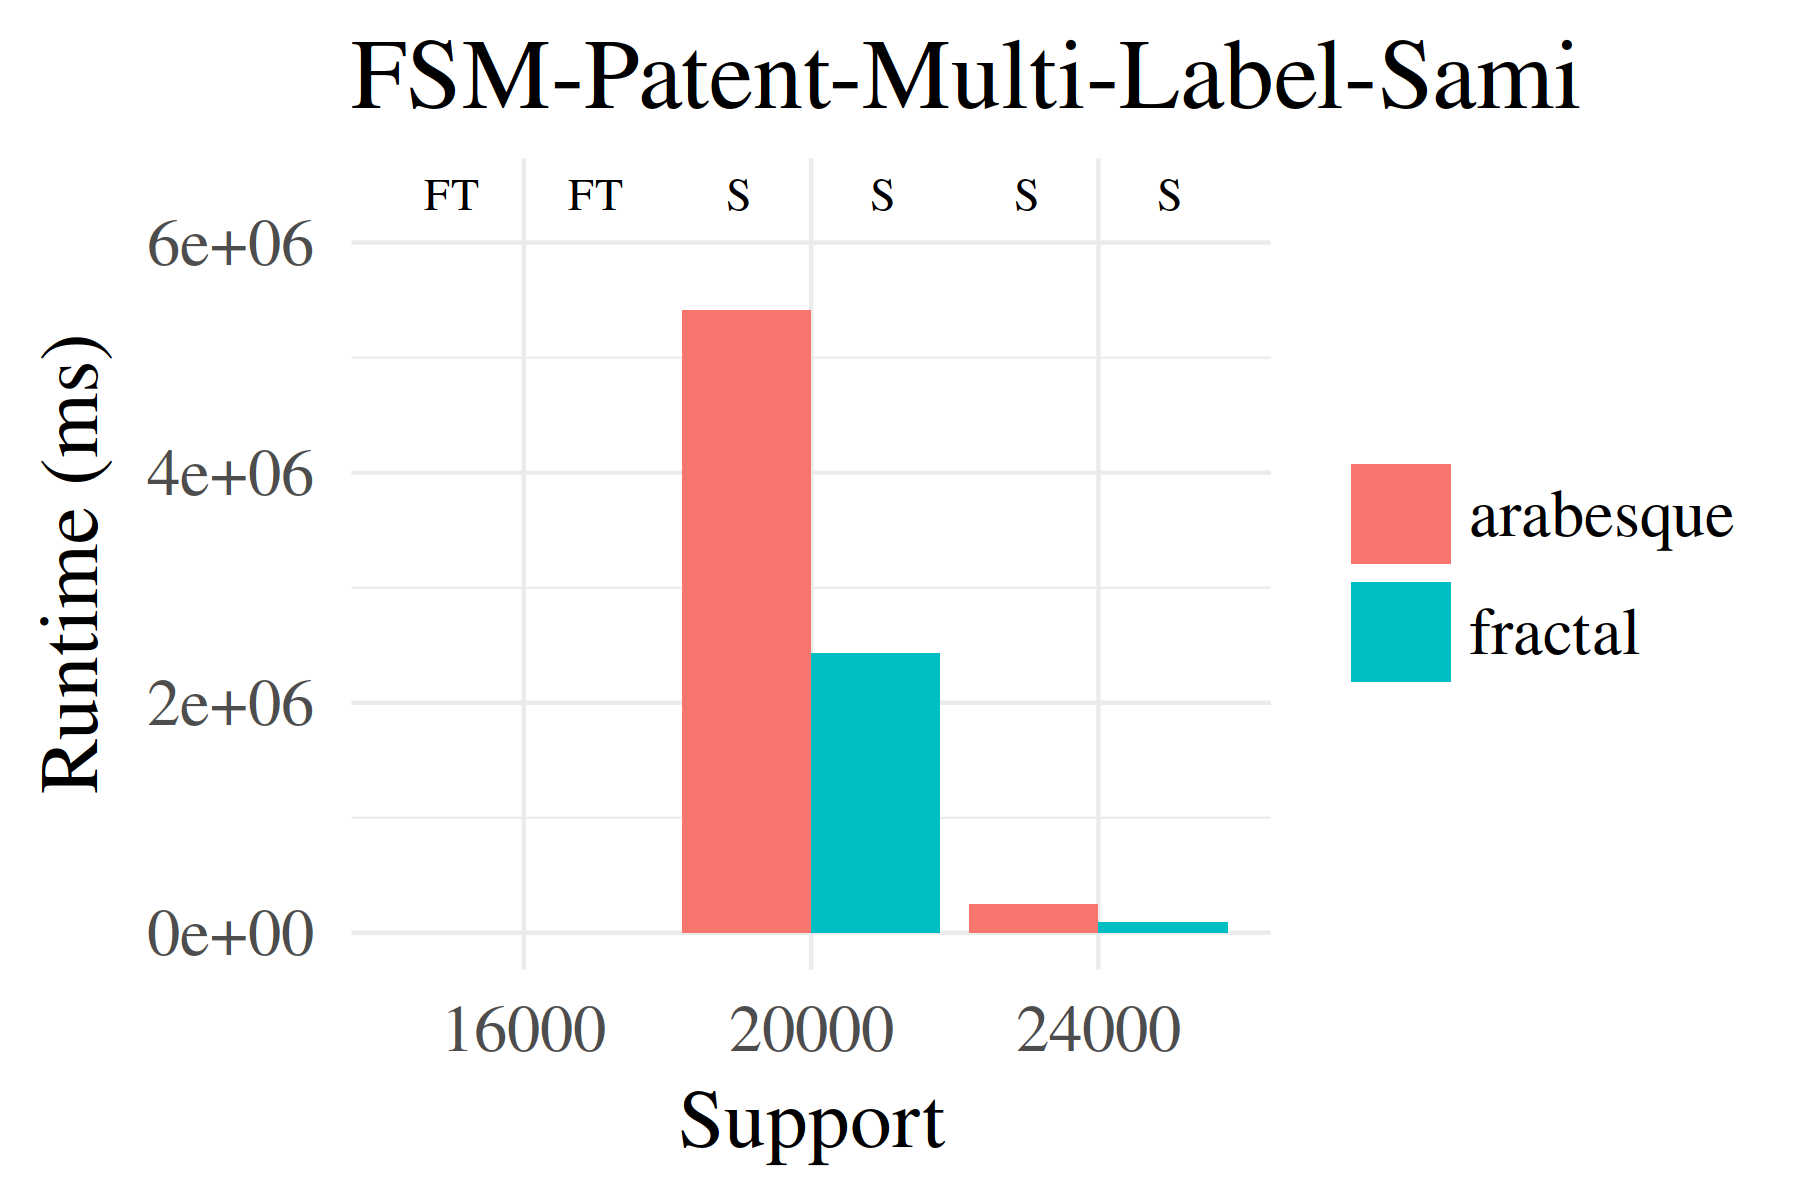 FSM-Patent-Multi-Label-Sami
FT FT S S S S
6e+06
4e+06
2e+06
0e+00
Runtime (ms)
16000 20000 24000
Support
arabesque
fractal